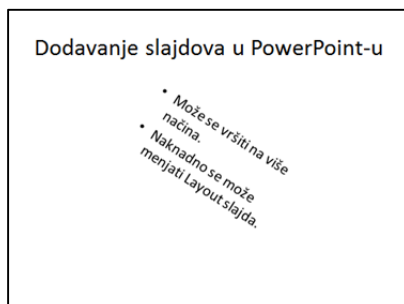 Dodavanje slajdova u PowerPoint-u
• Može se vršiti na više
načina.
• Naknadno se može
menjati Layout slajda.